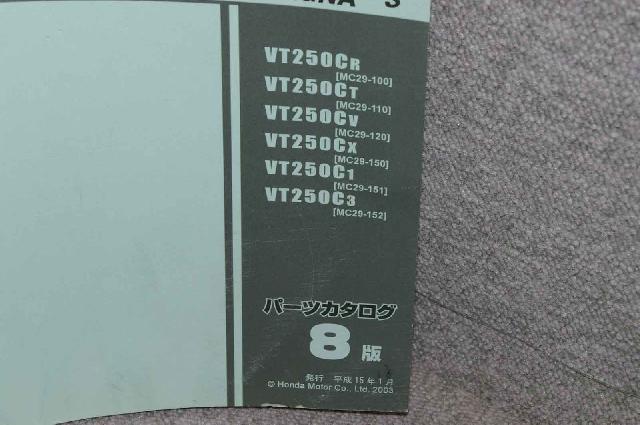 S
VT250CR
[MC29-100]
VT250CT
[MC29-110]
VT250CV
[MC29-120]
VT250CX
[MC29-150]
VT250C1
[MC29-151]
VT250C3
[MC29-152]
パーツカタログ
8版
発行 平成15年1月
© Honda Motor Co., Ltd. 2003